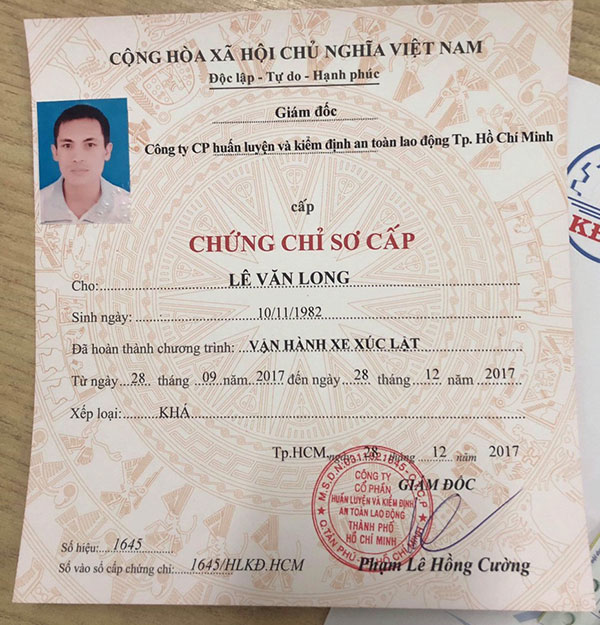 CỘNG HÒA XÃ HỘI CHỦ NGHĨA VIỆT NAM
Độc lập - Tự do - Hạnh phúc
Giám đốc
Công ty CP huấn luyện và kiểm định an toàn lao động Tp. Hồ Chí Minh
cấp
CHỨNG CHỈ SƠ CẤP
Cho: LÊ VĂN LONG
Sinh ngày: 10/11/1982
Đã hoàn thành chương trình: VẬN HÀNH XE XÚC LẬT
Từ ngày 28 tháng 09 năm 2017 đến ngày 28 tháng 12 năm 2017
Xếp loại: KHÁ
Tp.HCM, ngày 28 tháng 12 năm 2017
GIÁM ĐỐC
CÔNG TY
CỔ PHẦN
HUẤN LUYỆN VÀ KIỂM ĐỊNH
AN TOÀN LAO ĐỘNG
THÀNH PHỐ
HỒ CHÍ MINH
Số hiệu: 1645
Số vào sổ cấp chứng chỉ: 1645/HLKĐ.HCM
Phạm Lê Hồng Cường